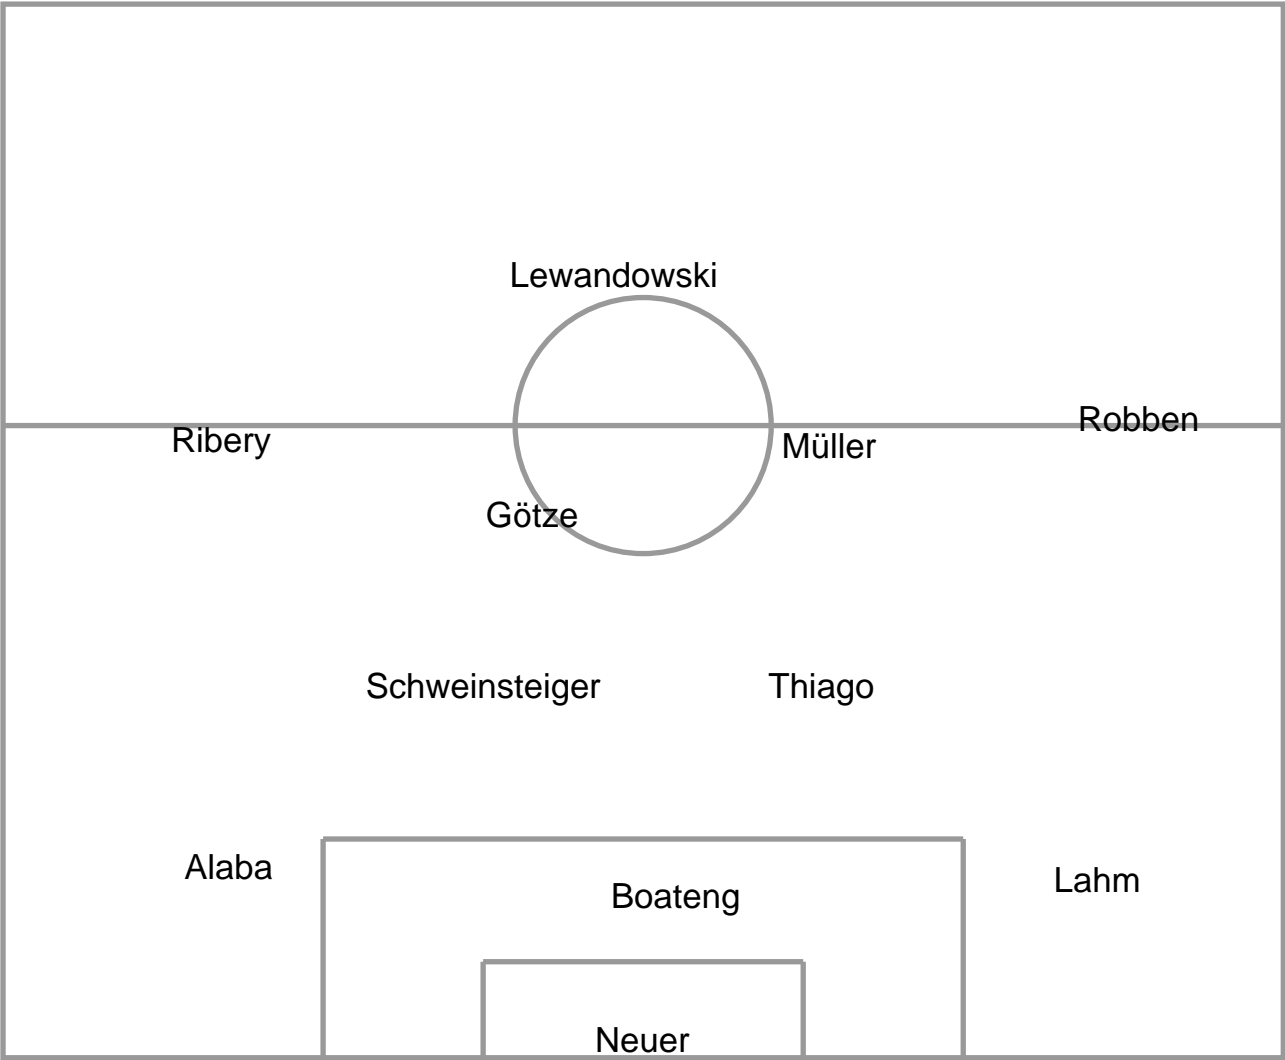 Lewandowski
Robben
Ribery
Müller
Götze
Schweinsteiger
Thiago
Alaba
Lahm
Boateng
Neuer